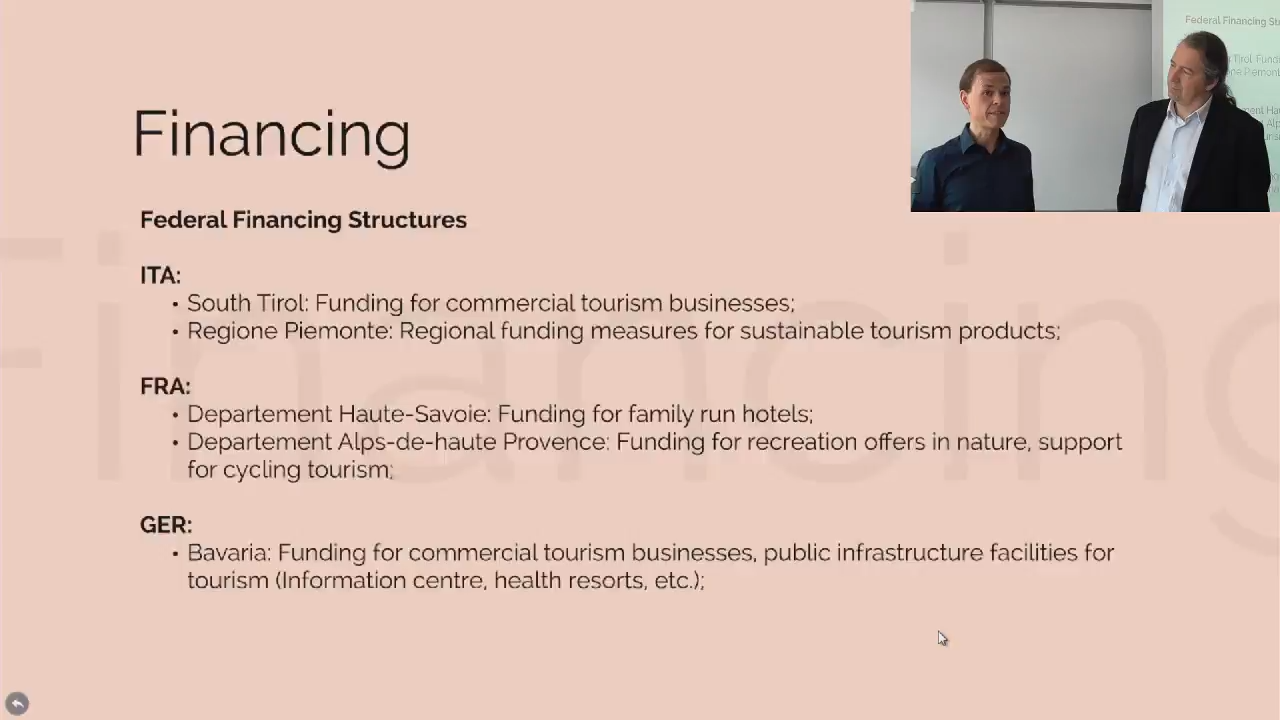 Financing
Federal Financing Structures
ITA:
• South Tirol: Funding for commercial tourism businesses;
• Regione Piemonte: Regional funding measures for sustainable tourism products;
FRA:
• Departement Haute-Savoie: Funding for family run hotels;
• Departement Alps-de-haute Provence: Funding for recreation offers in nature, support
for cycling tourism;
GER:
• Bavaria: Funding for commercial tourism businesses, public infrastructure facilities for
tourism (Information centre, health resorts, etc.);
Financing
Federal Financing
Tirol:
Piemont